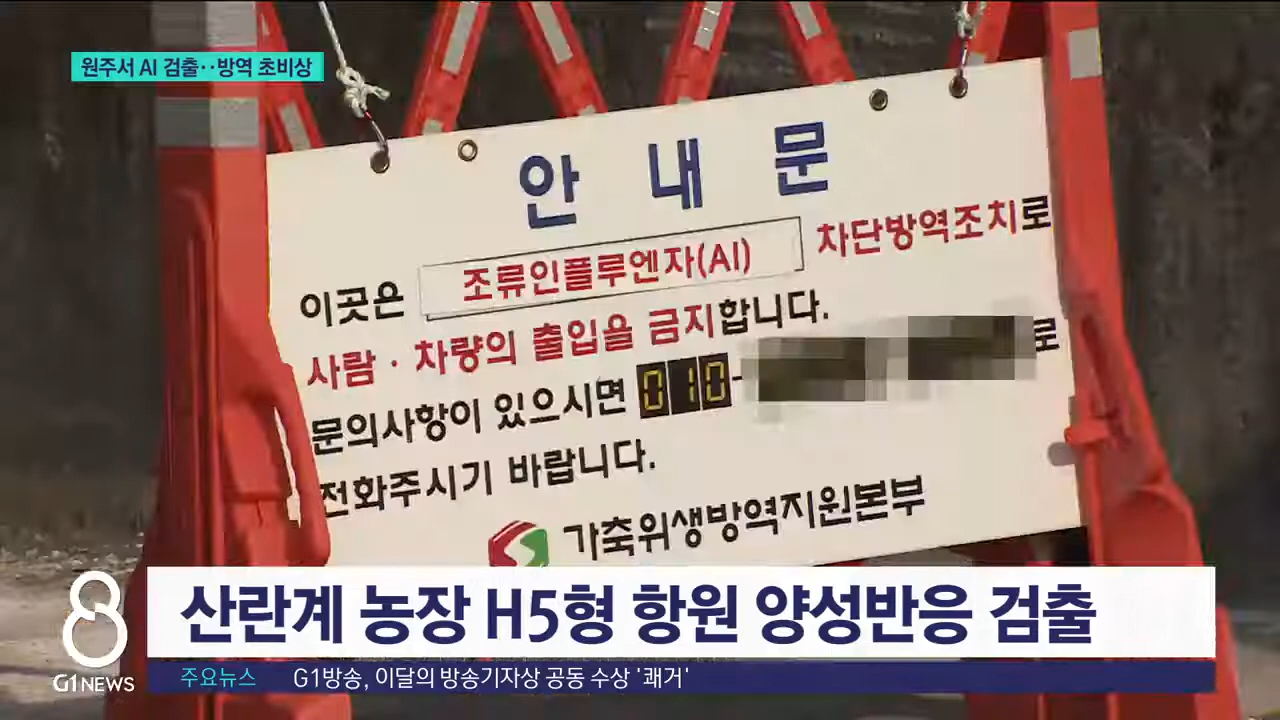 원주서 AI 검출‥방역 초비상
안내문
이곳은 조류인플루엔자(AI) 차단방역조치로
사람·차량의 출입을 금지합니다.
문의사항이 있으시면 010- 로
전화주시기 바랍니다.
가축위생방역지원본부
산란계 농장 H5형 항원 양성반응 검출
8
G1 NEWS
주요뉴스 G1방송, 이달의 방송기자상 공동 수상 '쾌거'